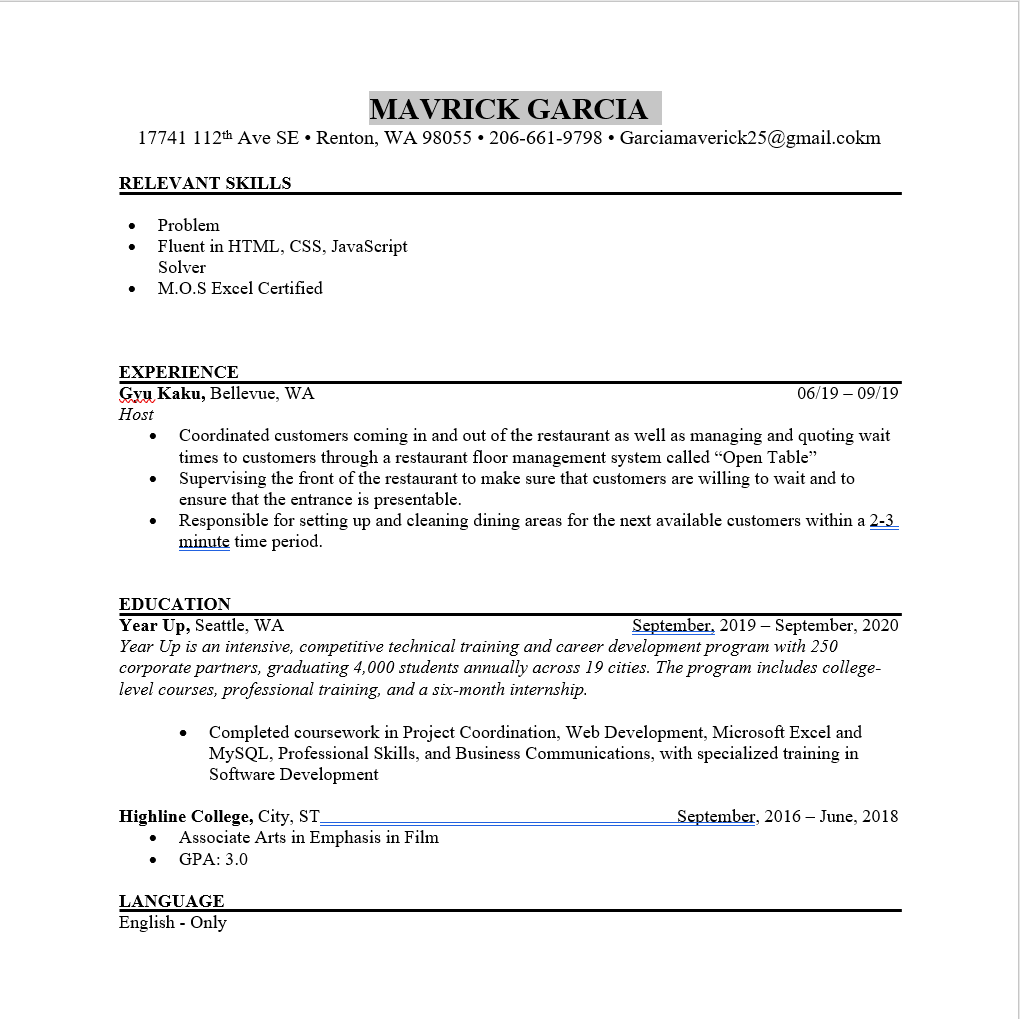 MAVRICK GARCIA
17741 112th Ave SE • Renton, WA 98055 • 206-661-9798 • Garciamaverick25@gmail.cokm
RELEVANT SKILLS
• Problem
• Fluent in HTML, CSS, JavaScript
Solver
• M.O.S Excel Certified
EXPERIENCE
Gyu Kaku, Bellevue, WA 06/19 – 09/19
Host
• Coordinated customers coming in and out of the restaurant as well as managing and quoting wait
times to customers through a restaurant floor management system called “Open Table”
• Supervising the front of the restaurant to make sure that customers are willing to wait and to
ensure that the entrance is presentable.
• Responsible for setting up and cleaning dining areas for the next available customers within a 2-3
minute time period.
EDUCATION
Year Up, Seattle, WA September, 2019 – September, 2020
Year Up is an intensive, competitive technical training and career development program with 250
corporate partners, graduating 4,000 students annually across 19 cities. The program includes college-
level courses, professional training, and a six-month internship.
• Completed coursework in Project Coordination, Web Development, Microsoft Excel and
MySQL, Professional Skills, and Business Communications, with specialized training in
Software Development
Highline College, City, ST September, 2016 – June, 2018
• Associate Arts in Emphasis in Film
• GPA: 3.0
LANGUAGE
English - Only